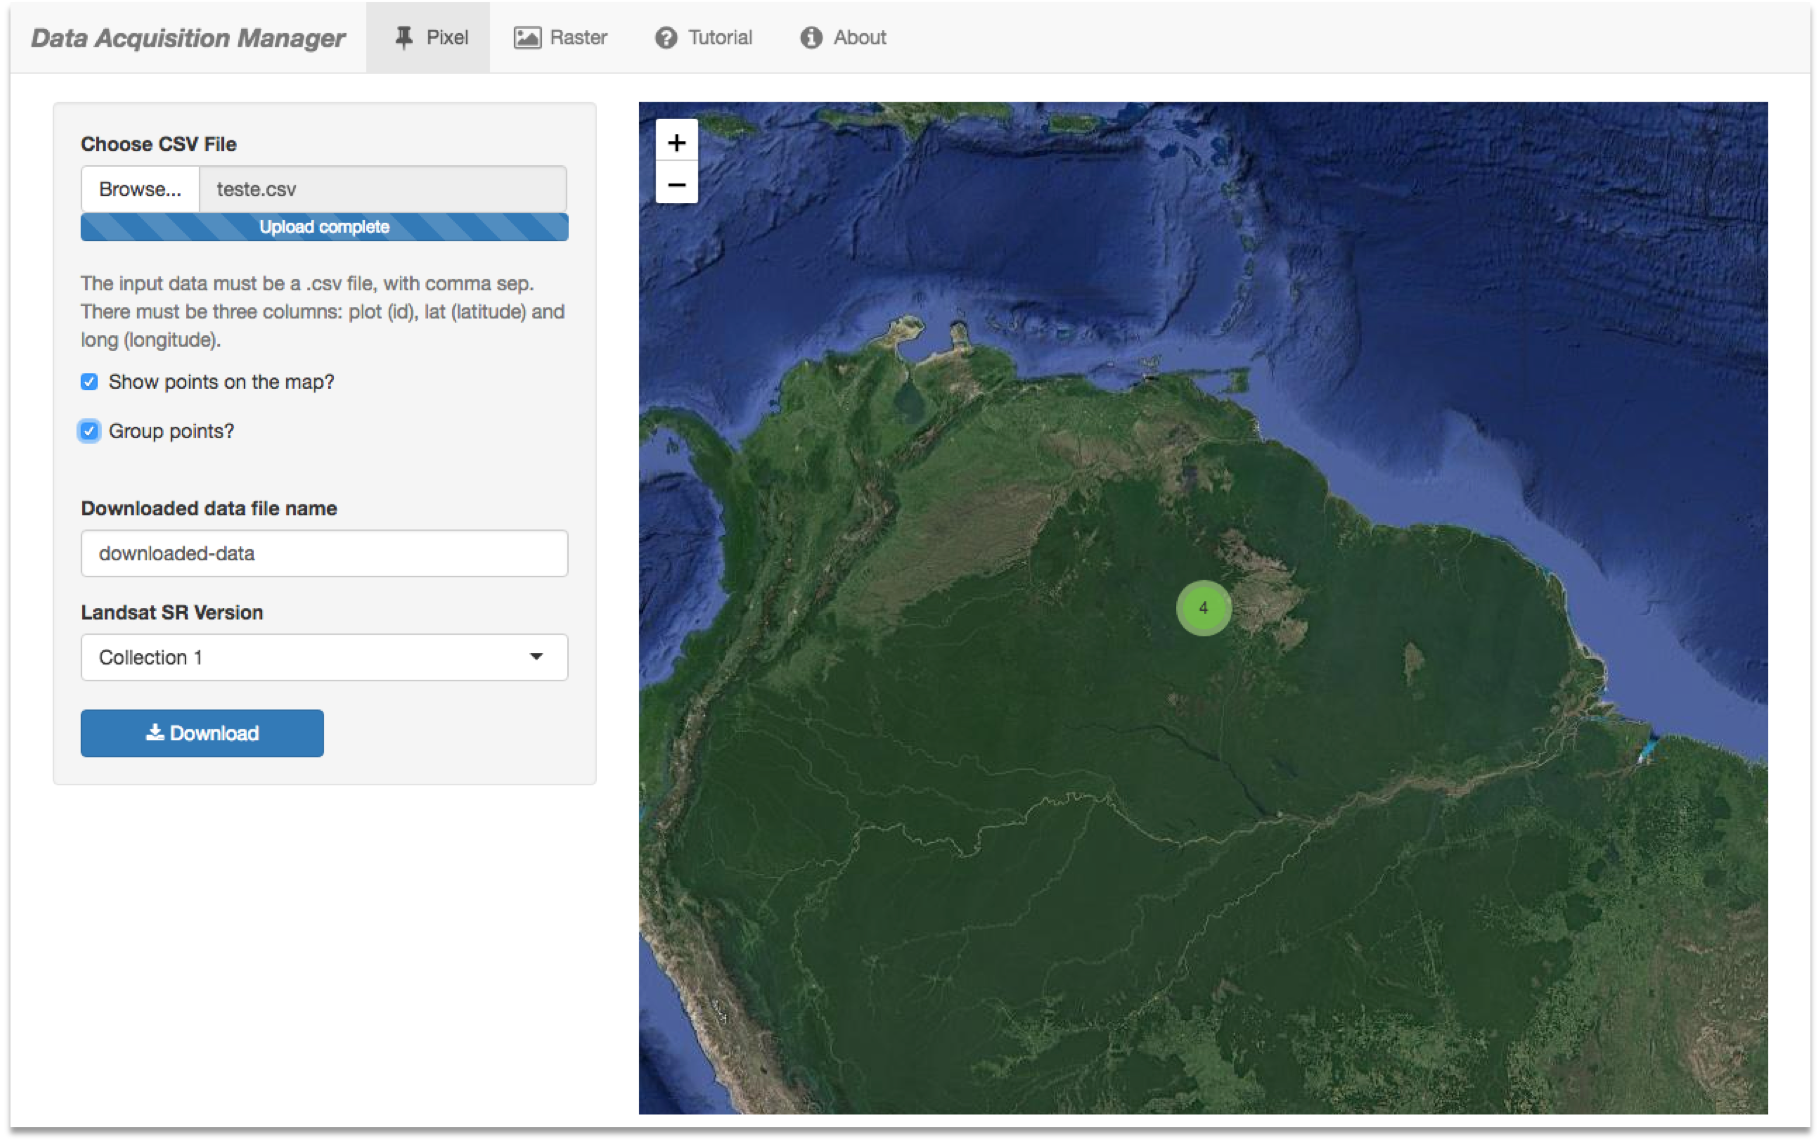 Data Acquisition Manager Pixel Raster Tutorial About
Choose CSV File
Browse... teste.csv
Upload complete
The input data must be a .csv file, with comma sep.
There must be three columns: plot (id), lat (latitude) and
long (longitude).
Show points on the map?
Group points?
Downloaded data file name
downloaded-data
Landsat SR Version
Collection 1
Download
+
−
4